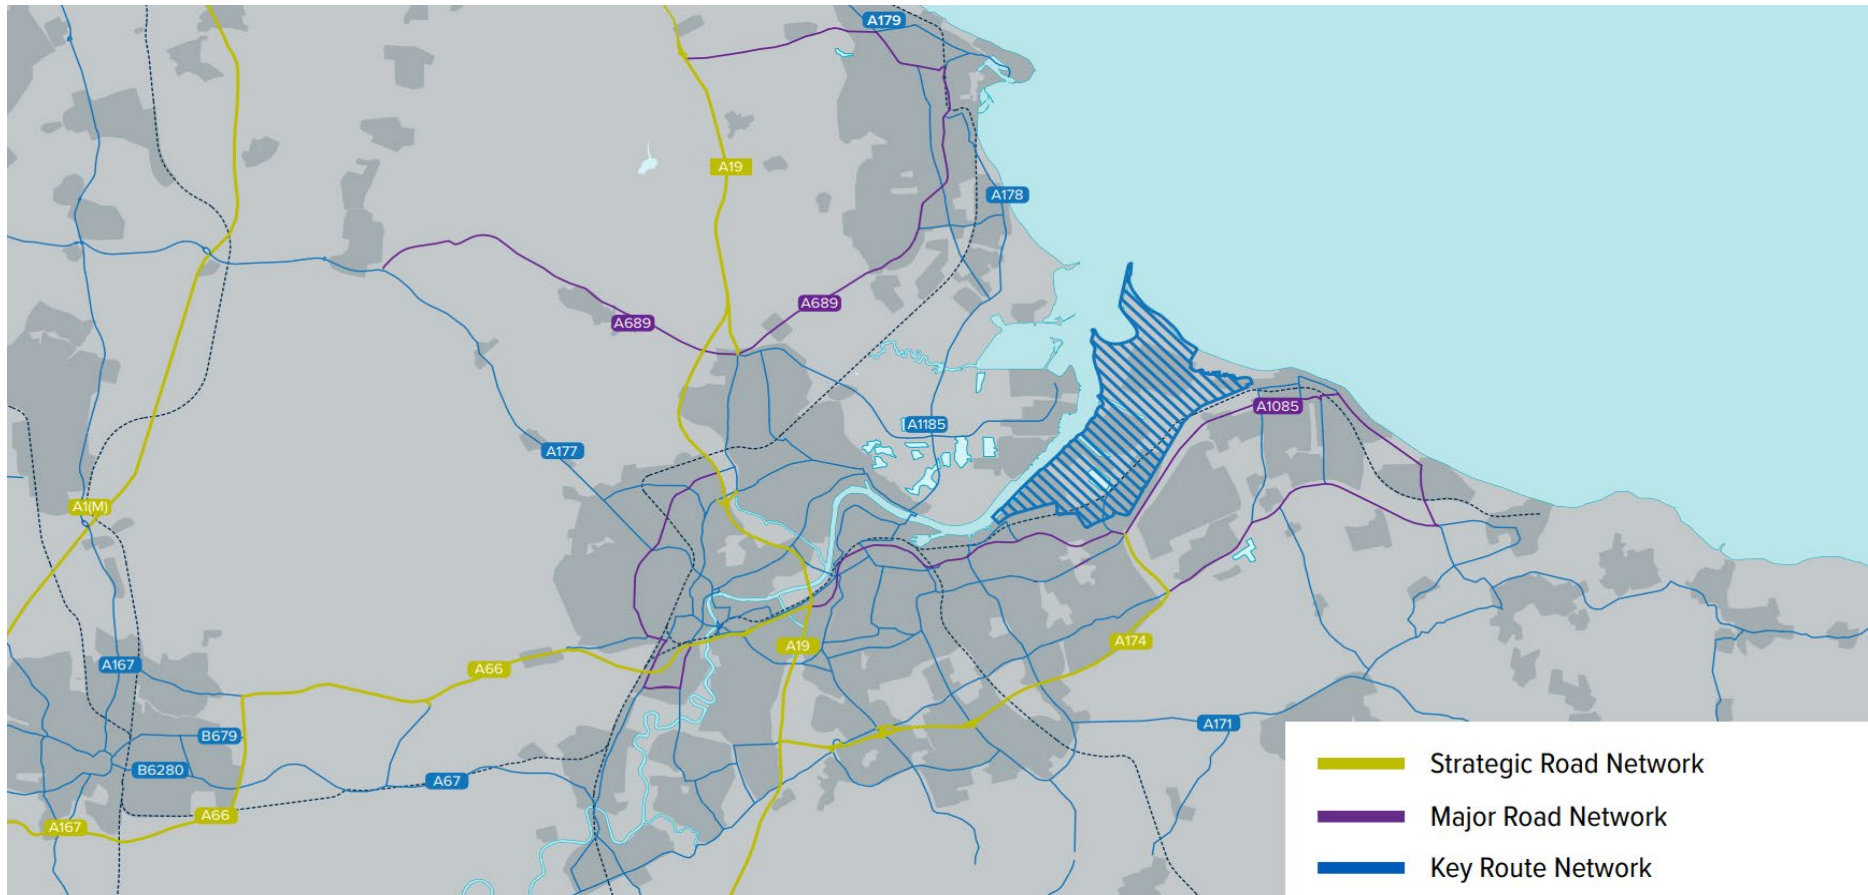 A179
A19
A178
A689
A689
A1085
A1185
A177
A1(M)
A19
A174
A167
A66
A171
B679
B6280
A67
A66
A167
Strategic Road Network
Major Road Network
Key Route Network